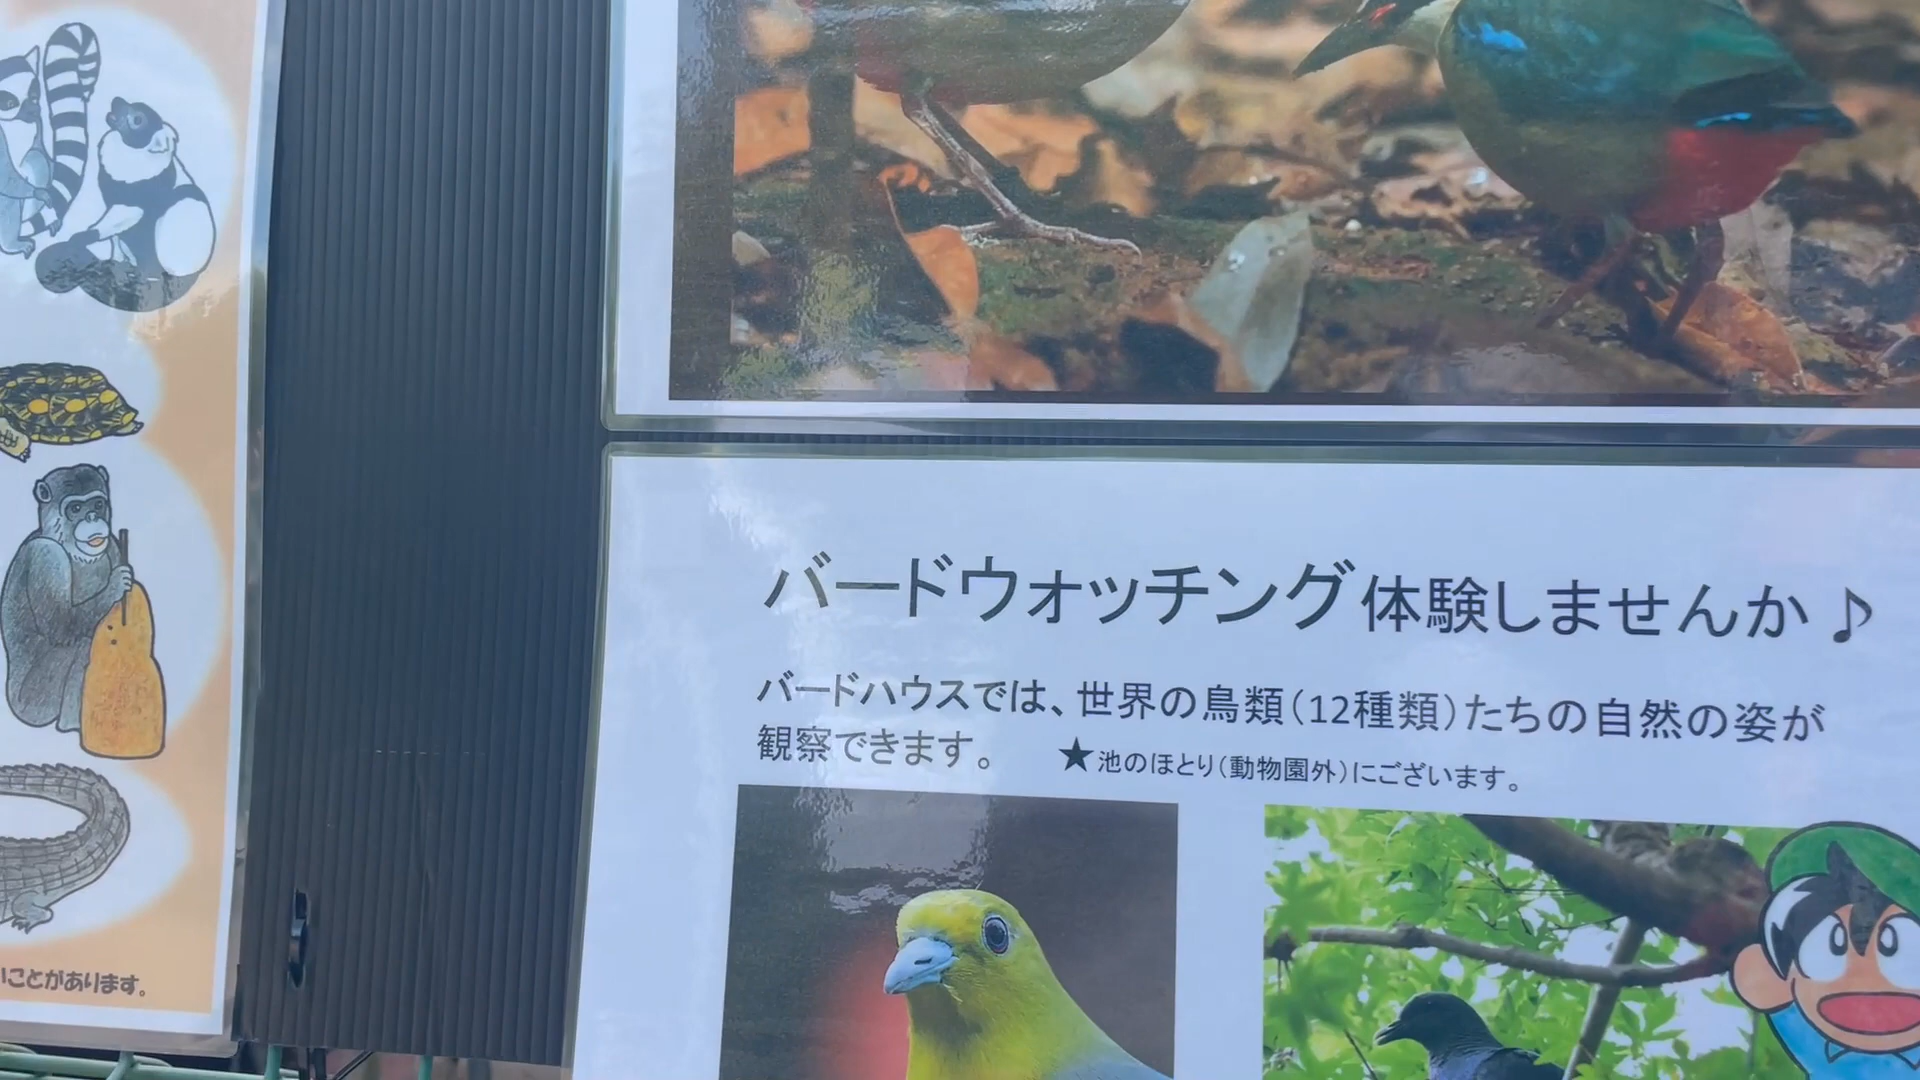 バードウォッチング体験しませんか♪
バードハウスでは、世界の鳥類(12種類)たちの自然の姿が
観察できます。 ★池のほとり(動物園外)にございます。
いことがあります。